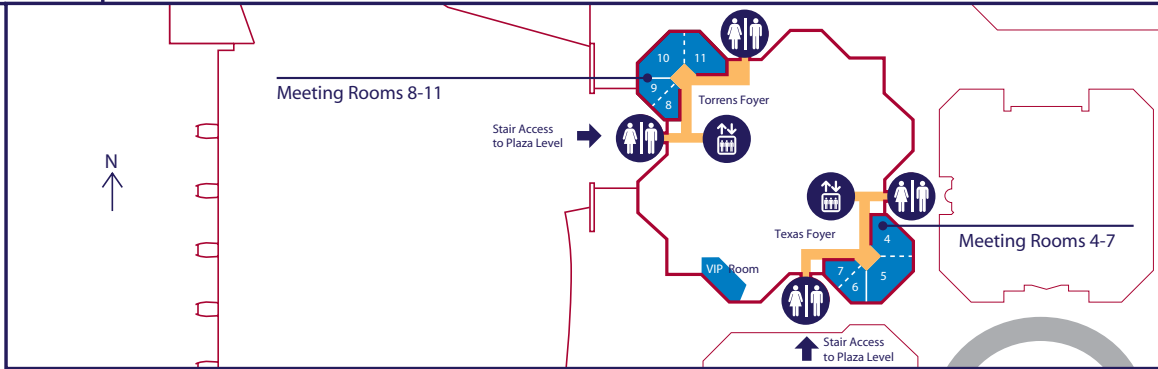 10
11
Meeting Rooms 8-11
9
8
Torrens Foyer
Stair Access
to Plaza Level
N
Texas Foyer
4
Meeting Rooms 4-7
VIP Room
7
5
6
Stair Access
to Plaza Level